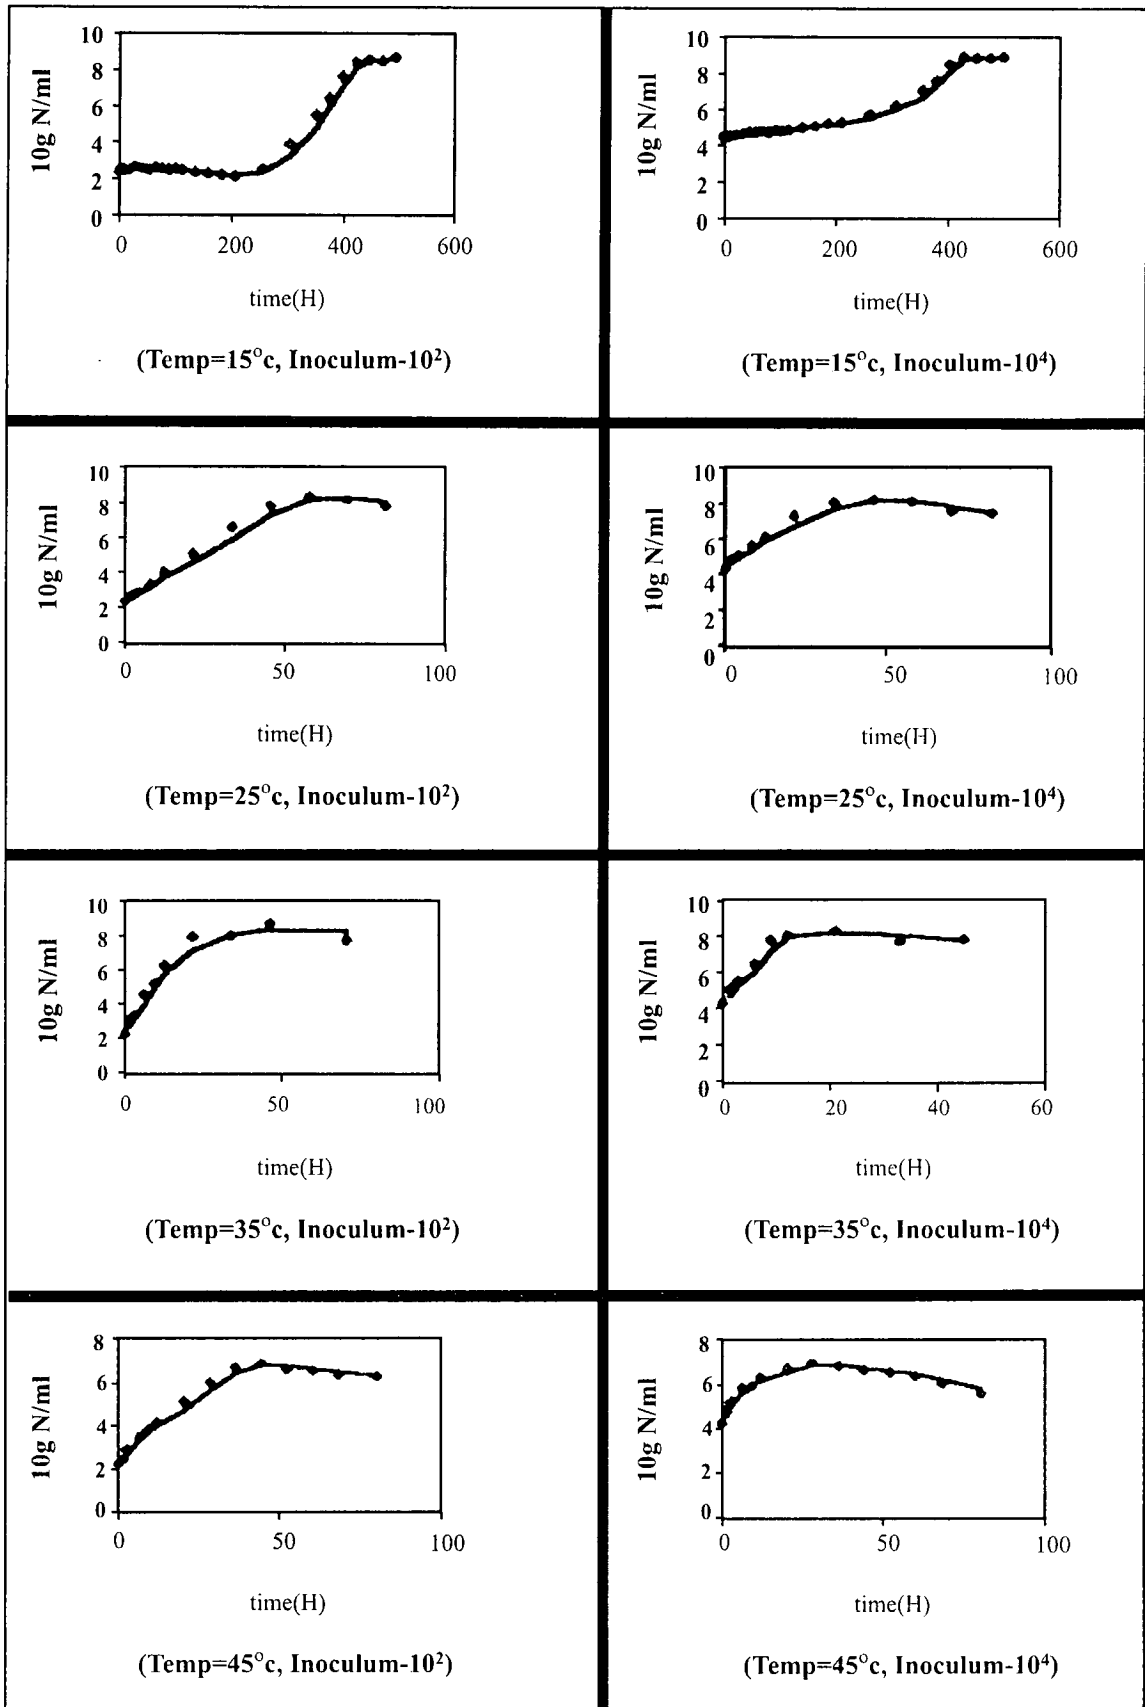 10g N/ml
10
8
6
4
2
0
0 200 400 600
time(H)
(Temp=15°c, Inoculum-10²)
10g N/ml
10
8
6
4
2
0
0 200 400 600
time(H)
(Temp=15°c, Inoculum-10⁴)
10g N/ml
10
8
6
4
2
0
0 50 100
time(H)
(Temp=25°c, Inoculum-10²)
10g N/ml
10
8
6
4
2
0
0 50 100
time(H)
(Temp=25°c, Inoculum-10⁴)
10g N/ml
10
8
6
4
2
0
0 50 100
time(H)
(Temp=35°c, Inoculum-10²)
10g N/ml
10
8
6
4
2
0
0 20 40 60
time(H)
(Temp=35°c, Inoculum-10⁴)
10g N/ml
8
6
4
2
0
0 50 100
time(H)
(Temp=45°c, Inoculum-10²)
10g N/ml
8
6
4
2
0
0 50 100
time(H)
(Temp=45°c, Inoculum-10⁴)